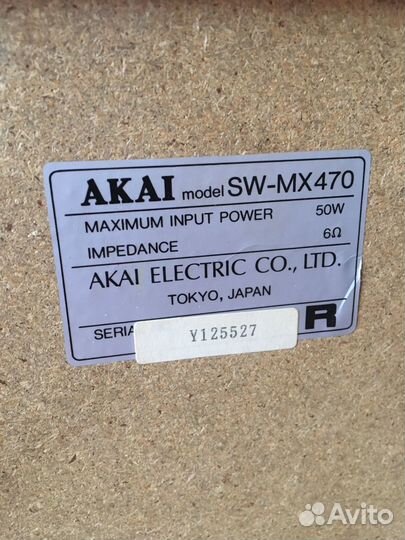 AKAI model SW-MX470
MAXIMUM INPUT POWER 50W
IMPEDANCE 6Ω
AKAI ELECTRIC CO., LTD.
TOKYO, JAPAN
SERIA Y125527 R
Avito